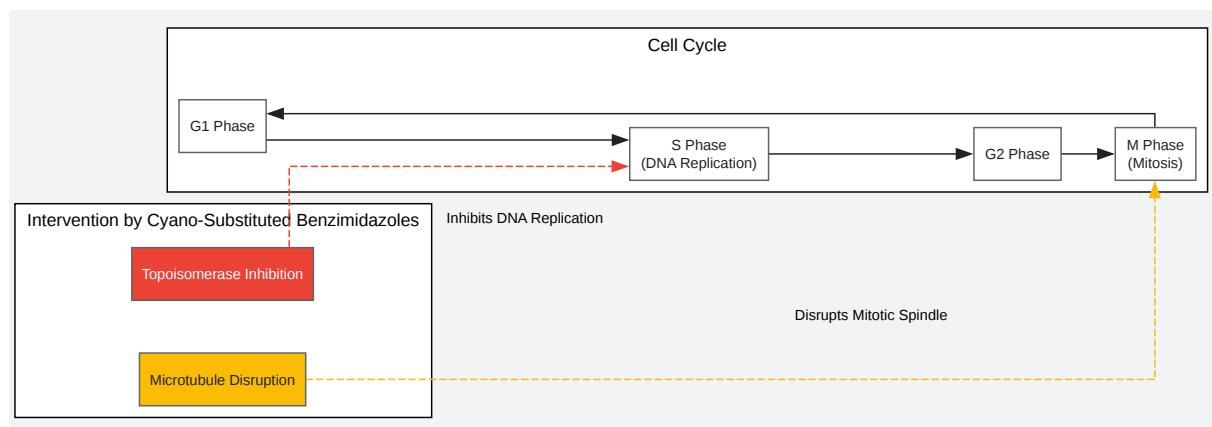 Cell Cycle
G1 Phase
S Phase
(DNA Replication)
G2 Phase
M Phase
(Mitosis)
Intervention by Cyano-Substituted Benzimidazoles
Inhibits DNA Replication
Topoisomerase Inhibition
Disrupts Mitotic Spindle
Microtubule Disruption